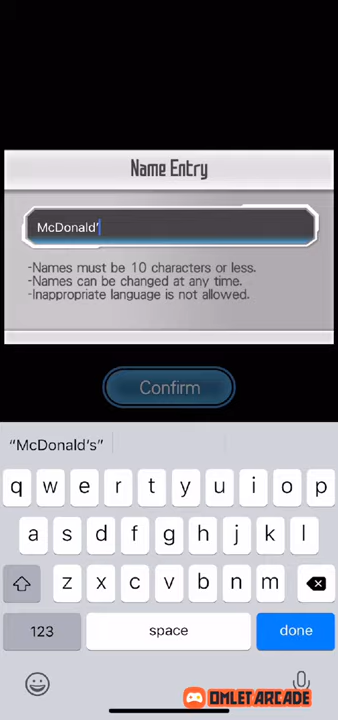 Name Entry
McDonald'
-Names must be 10 characters or less.
-Names can be changed at any time.
-Inappropriate language is not allowed.
Confirm
“McDonald's”
q w e r t y u i o p
a s d f g h j k l
z x c v b n m
123 space done
OMLET ARCADE